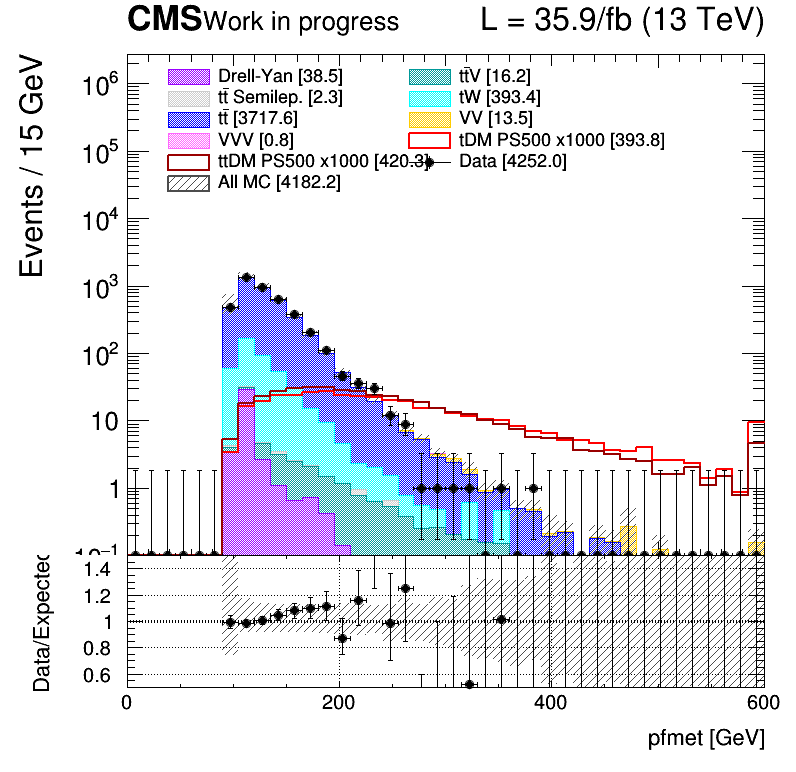 CMS Work in progress L = 35.9/fb (13 TeV)
Events / 15 GeV
10⁶
10⁵
10⁴
10³
10²
10
1
10⁻¹
Drell-Yan [38.5] tt̄V [16.2]
tt̄ Semilep. [2.3] tW [393.4]
tt̄ [3717.6] VV [13.5]
VVV [0.8] tDM PS500 x1000 [393.8]
ttDM PS500 x1000 [420.3] Data [4252.0]
All MC [4182.2]
Data/Expected
1.4
1.2
1
0.8
0.6
0 200 400 600
pfmet [GeV]